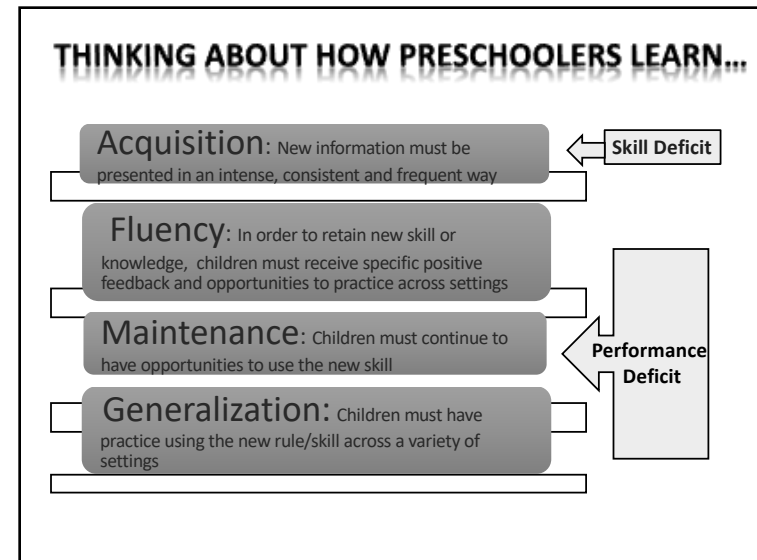 THINKING ABOUT HOW PRESCHOOLERS LEARN...
Acquisition: New information must be
presented in an intense, consistent and frequent way
Skill Deficit
Fluency: In order to retain new skill or
knowledge, children must receive specific positive
feedback and opportunities to practice across settings
Maintenance: Children must continue to
have opportunities to use the new skill
Performance
Deficit
Generalization: Children must have
practice using the new rule/skill across a variety of
settings